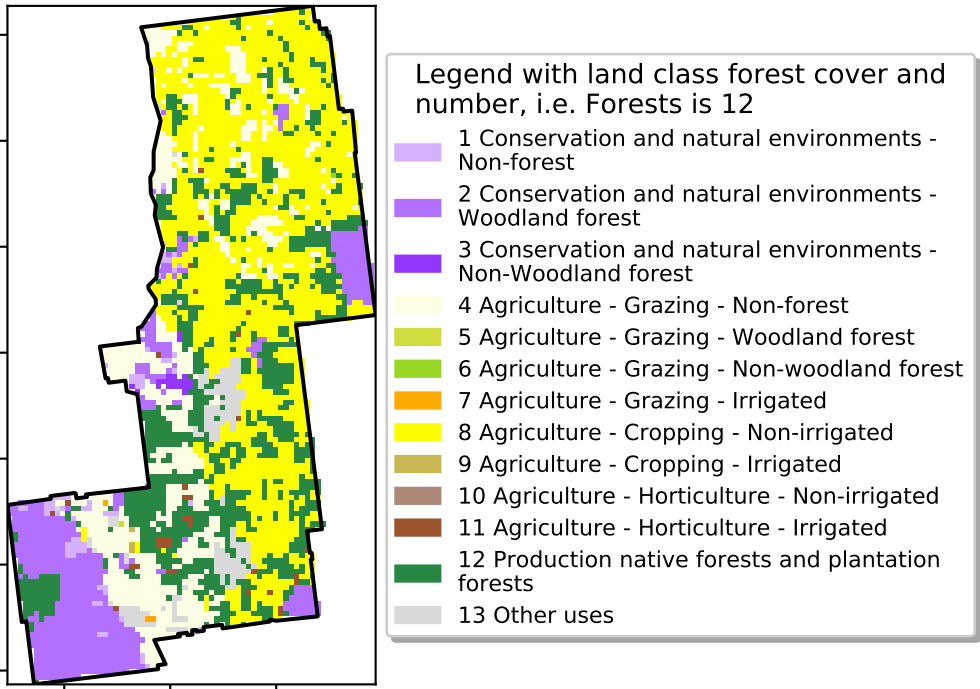 Legend with land class forest cover and
number, i.e. Forests is 12
1 Conservation and natural environments -
Non-forest
2 Conservation and natural environments -
Woodland forest
3 Conservation and natural environments -
Non-Woodland forest
4 Agriculture - Grazing - Non-forest
5 Agriculture - Grazing - Woodland forest
6 Agriculture - Grazing - Non-woodland forest
7 Agriculture - Grazing - Irrigated
8 Agriculture - Cropping - Non-irrigated
9 Agriculture - Cropping - Irrigated
10 Agriculture - Horticulture - Non-irrigated
11 Agriculture - Horticulture - Irrigated
12 Production native forests and plantation
forests
13 Other uses